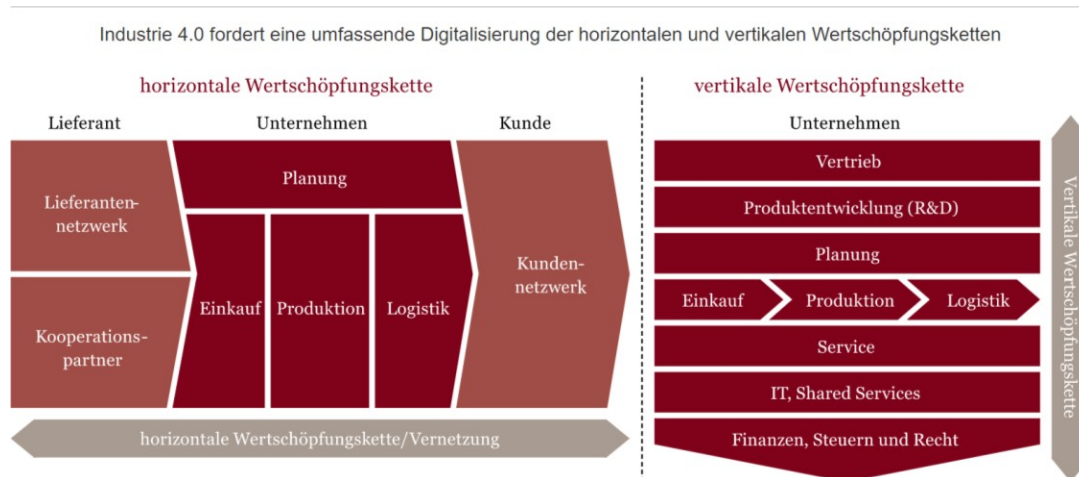 Industrie 4.0 fordert eine umfassende Digitalisierung der horizontalen und vertikalen Wertschöpfungsketten
horizontale Wertschöpfungskette
Lieferant
Unternehmen
Kunde
Lieferanten-
netzwerk
Kooperations-
partner
Planung
Einkauf
Produktion
Logistik
Kunden-
netzwerk
horizontale Wertschöpfungskette/Vernetzung
vertikale Wertschöpfungskette
Unternehmen
Vertrieb
Produktentwicklung (R&D)
Planung
Einkauf
Produktion
Logistik
Service
IT, Shared Services
Finanzen, Steuern und Recht
Vertikale Wertschöpfungskette